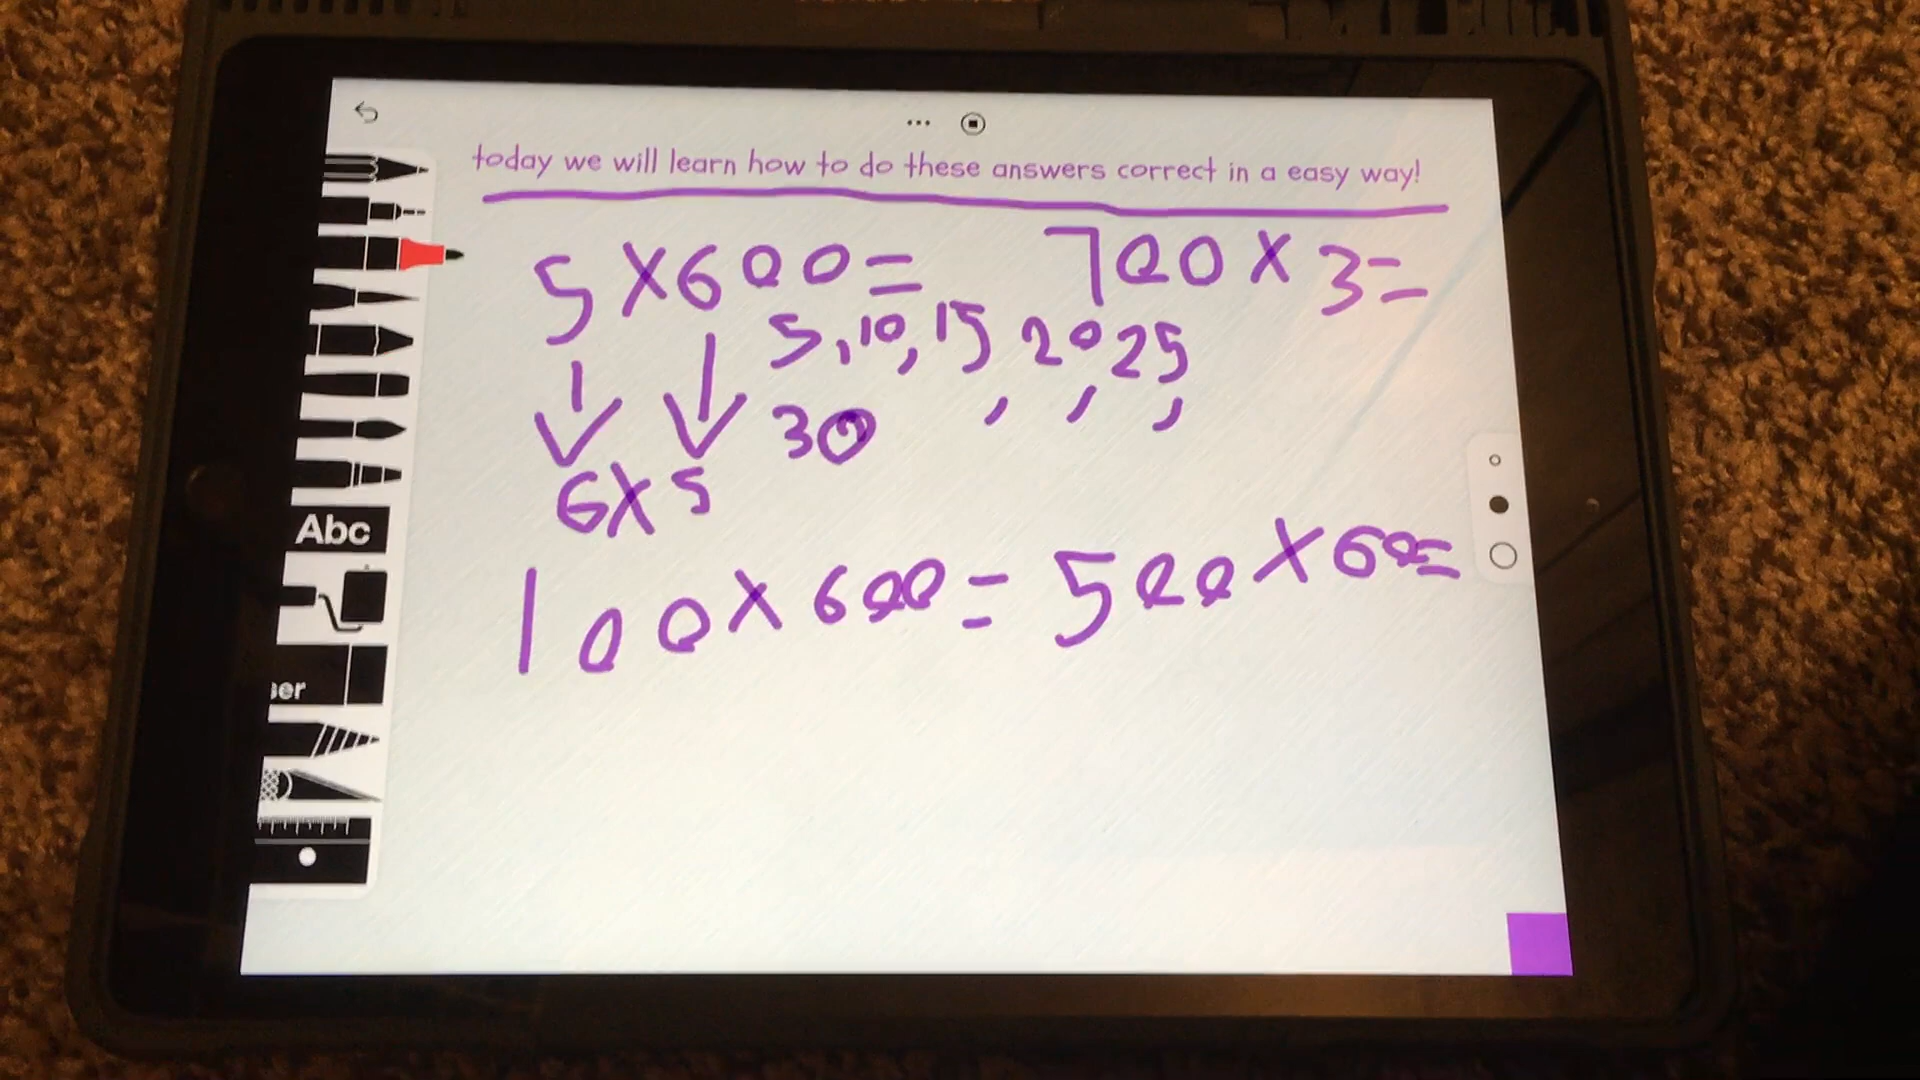 today we will learn how to do these answers correct in a easy way!
5 X 600 = 700 X 3 =
5, 10, 15, 20, 25,
30
6 X 5
100 X 600 = 500 X 600 =
Abc
ser